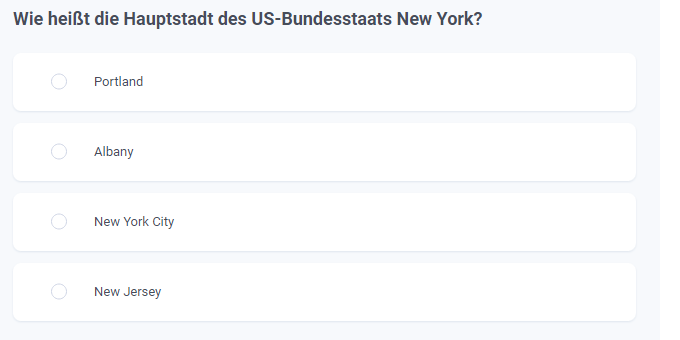 Wie heißt die Hauptstadt des US-Bundesstaats New York?
Portland
Albany
New York City
New Jersey